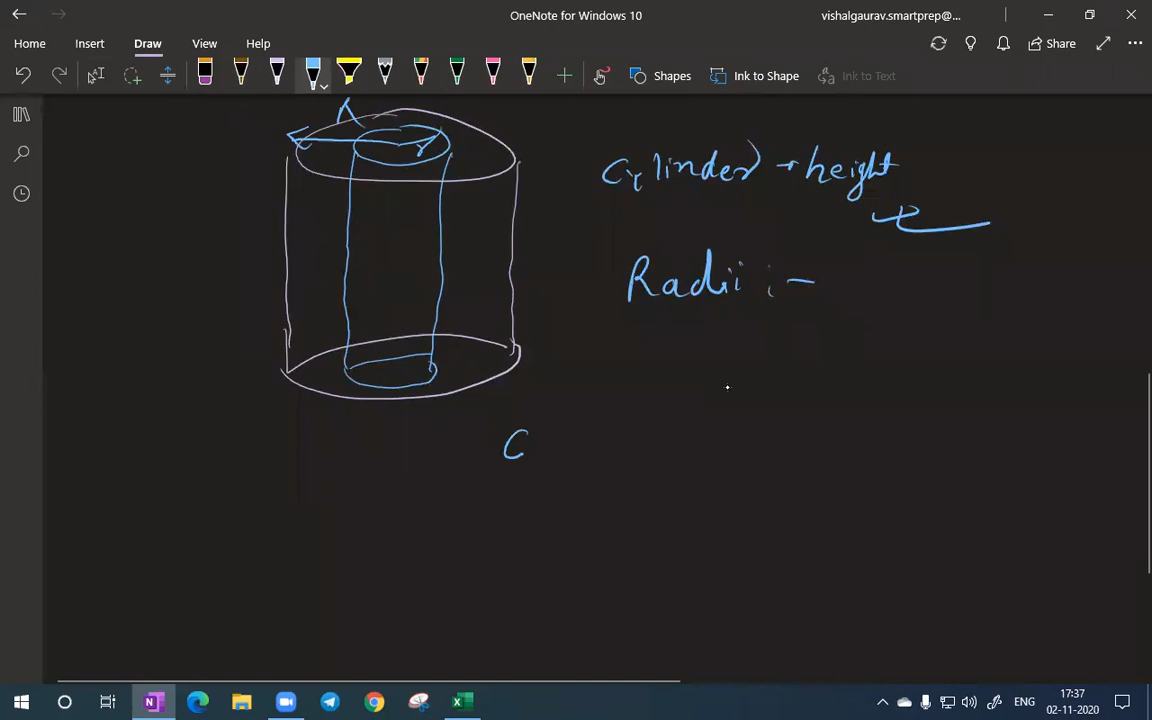 OneNote for Windows 10
vishalgaurav.smartprep@...
Home Insert Draw View Help
Share
Shapes Ink to Shape Ink to Text
r
Cylinder → height
Radii :-
C
ENG
17:37
02-11-2020